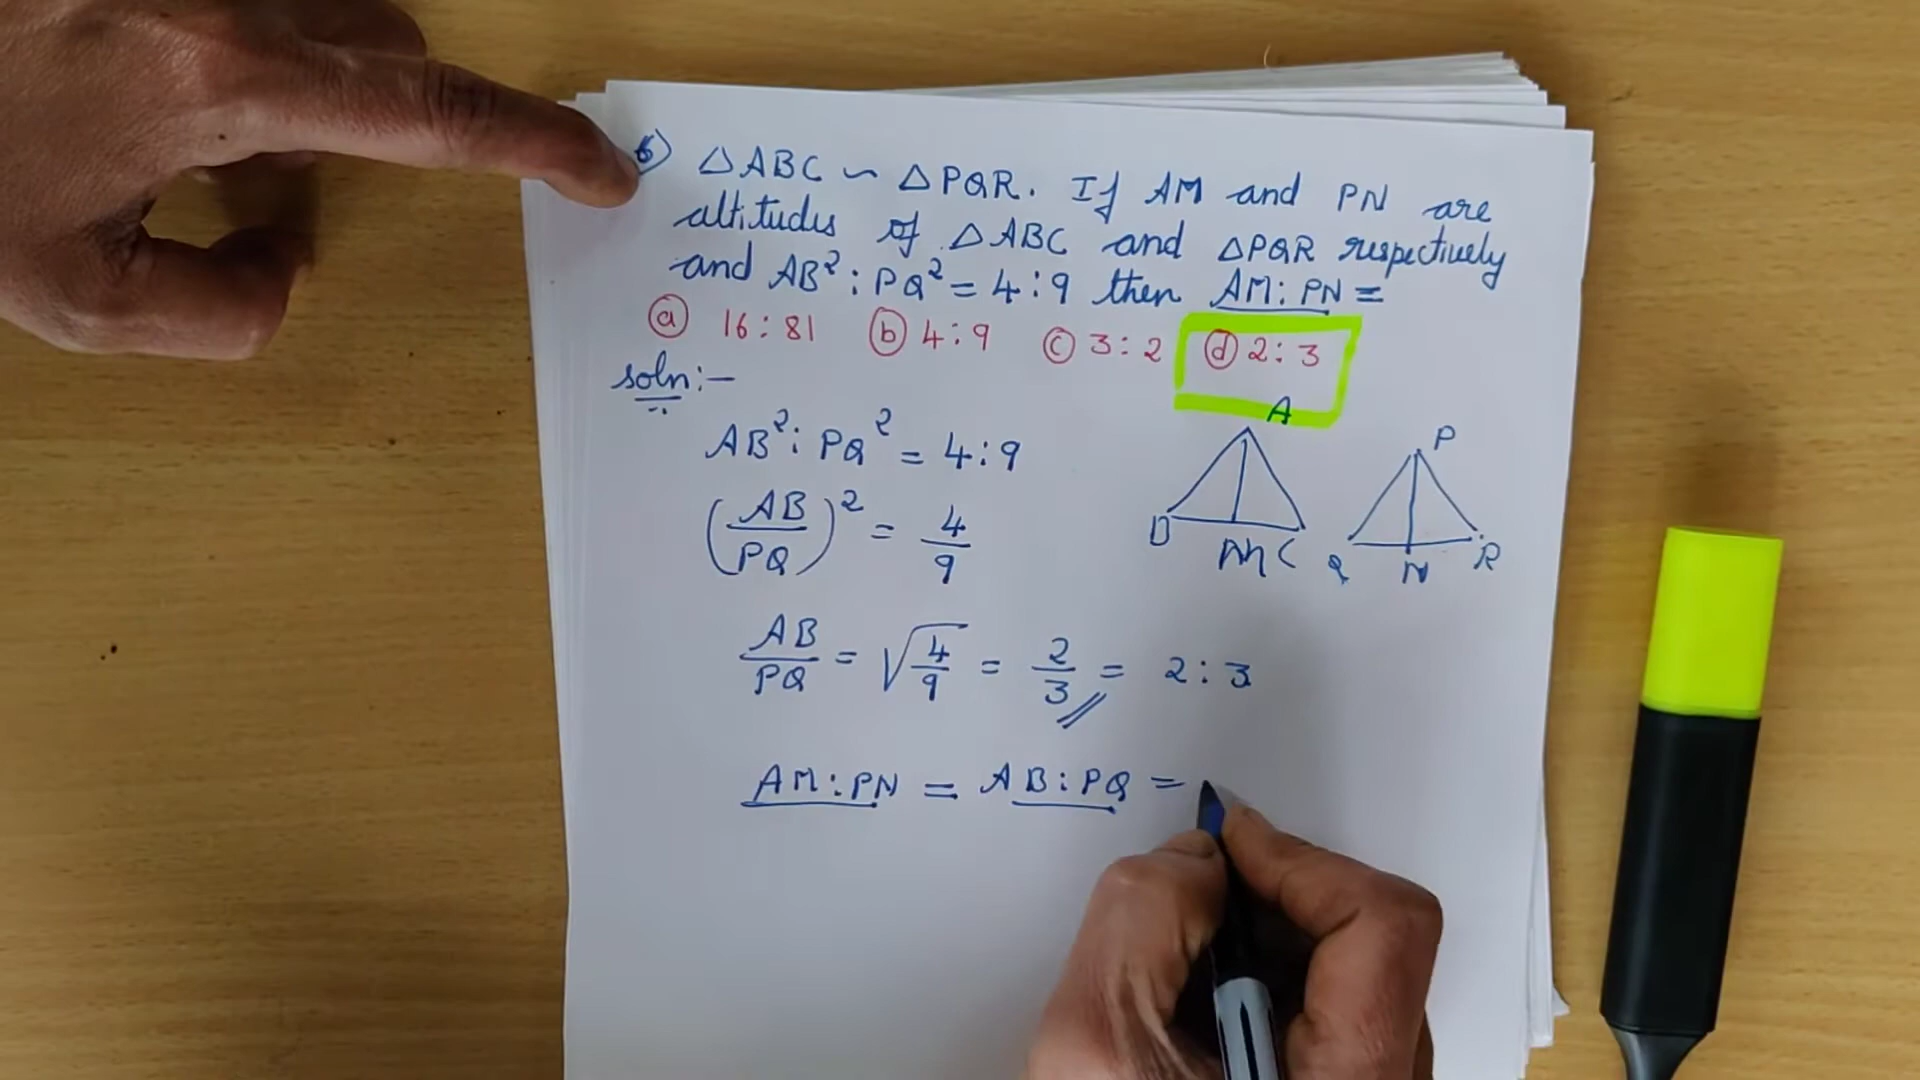 6) △ABC ~ △PQR. If AM and PN are
altitudes of △ABC and △PQR respectively
and AB² : PQ² = 4 : 9 then AM : PN =
(a) 16 : 81 (b) 4 : 9 (c) 3 : 2 (d) 2 : 3
soln :-
AB² : PQ² = 4 : 9
(AB/PQ)² = 4/9
AB/PQ = √4/9 = 2/3 = 2 : 3
AM : PN = AB : PQ =
A
M C
P
Q N R